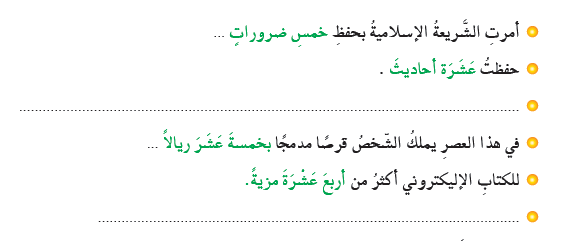 أمرتِ الشَّريعةُ الإسلاميةُ بحفظِ خمسِ ضروراتٍ ...
حفظتُ عَشَرَة أحاديثَ .
....................................................................................................
في هذا العصرِ يملكُ الشّخصُ قرصًا مدمجًا بخمسةَ عَشَرَ ريالاً ...
للكتابِ الإليكتروني أكثرُ من أربعَ عَشْرَةَ مزيةً.
....................................................................................